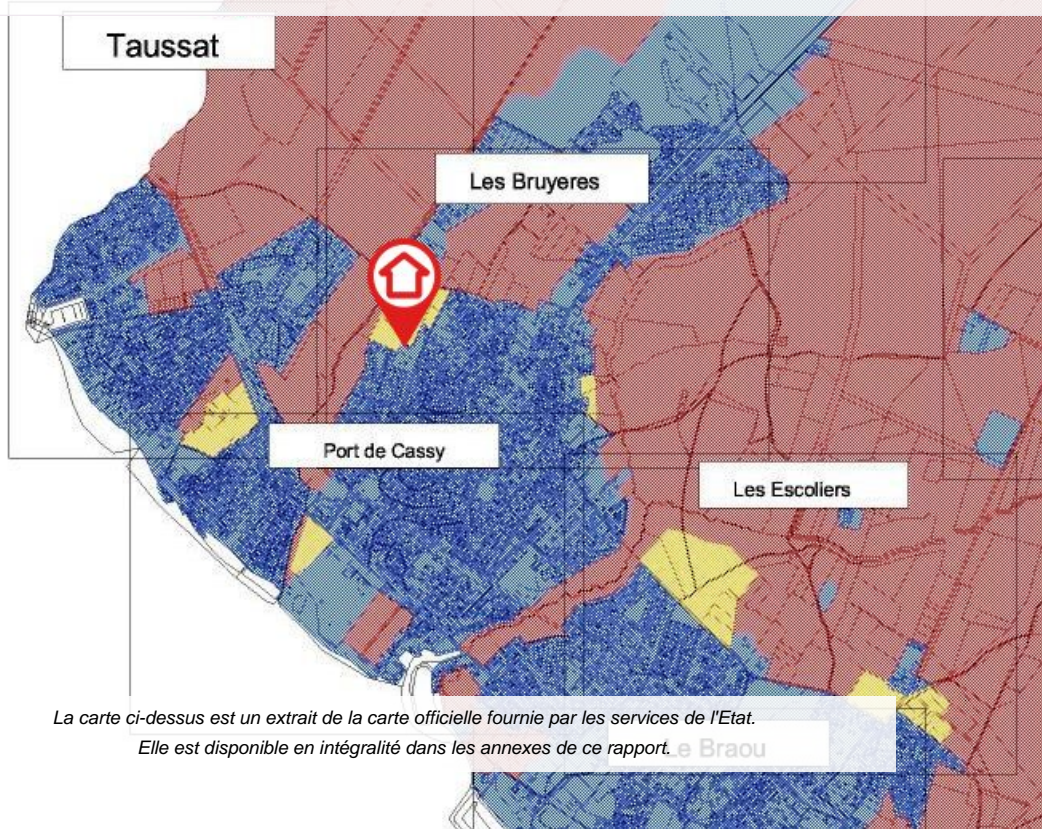 Taussat
Les Bruyeres
Port de Cassy
Les Escoliers
La carte ci-dessus est un extrait de la carte officielle fournie par les services de l'Etat.
Elle est disponible en intégralité dans les annexes de ce rapport.
Le Braou